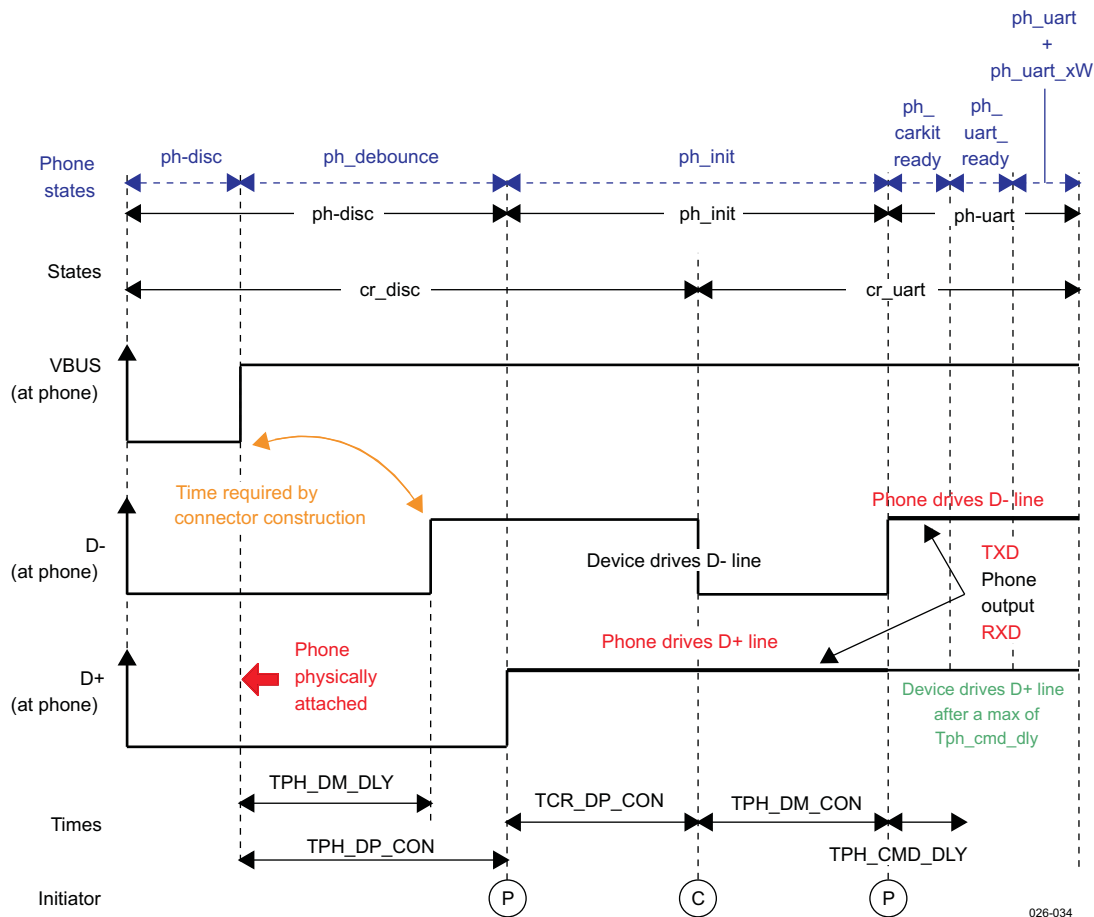 ph_uart
+
ph_uart_xW
ph_
carkit
ready
ph_
uart_
ready
Phone
states
ph-disc
ph_debounce
ph_init
ph-disc
ph_init
ph-uart
States
cr_disc
cr_uart
VBUS
(at phone)
Time required by
connector construction
Phone drives D- line
D-
(at phone)
Device drives D- line
TXD
Phone
output
RXD
Phone drives D+ line
Phone
physically
attached
D+
(at phone)
Device drives D+ line
after a max of
Tph_cmd_dly
Times
TPH_DM_DLY
TCR_DP_CON
TPH_DM_CON
TPH_DP_CON
TPH_CMD_DLY
Initiator
P
C
P
026-034